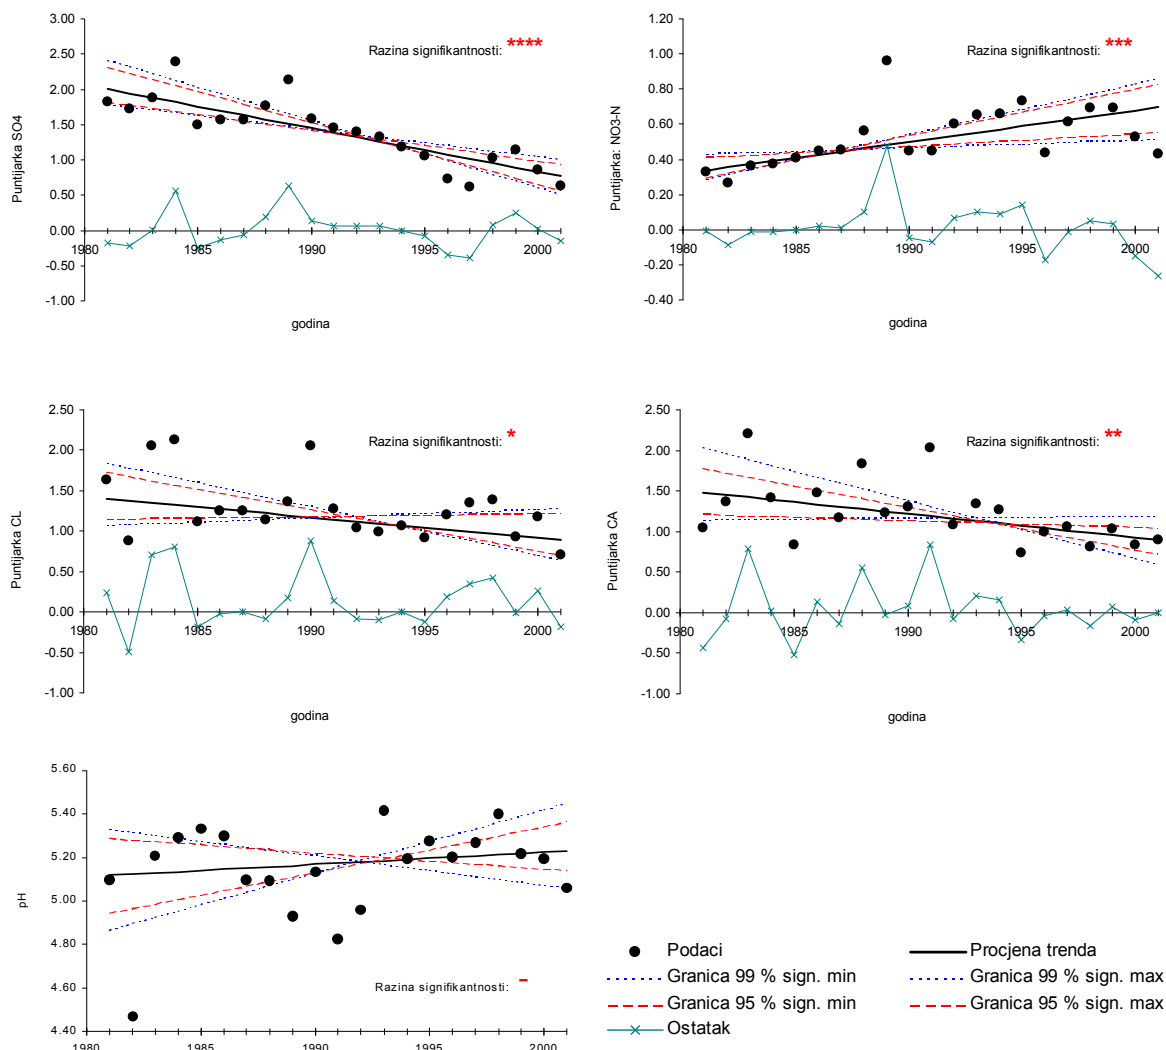 3.00
2.50
2.00
1.50
1.00
0.50
0.00
-0.50
-1.00
Puntijarka SO4
Razina signifikantnosti: ****
1980 1985 1990 1995 2000
godina
1.20
1.00
0.80
0.60
0.40
0.20
0.00
-0.20
-0.40
Puntijarka: NO3-N
Razina signifikantnosti: ***
1980 1985 1990 1995 2000
godina
2.50
2.00
1.50
1.00
0.50
0.00
-0.50
-1.00
Puntijarka CL
Razina signifikantnosti: *
1980 1985 1990 1995 2000
godina
2.50
2.00
1.50
1.00
0.50
0.00
-0.50
-1.00
Puntijarka CA
Razina signifikantnosti: **
1980 1985 1990 1995 2000
godina
5.60
5.40
5.20
5.00
4.80
4.60
4.40
pH
Razina signifikantnosti: -
1980 1985 1990 1995 2000
Podaci Procjena trenda
Granica 99 % sign. min Granica 99 % sign. max
Granica 95 % sign. min Granica 95 % sign. max
Ostatak